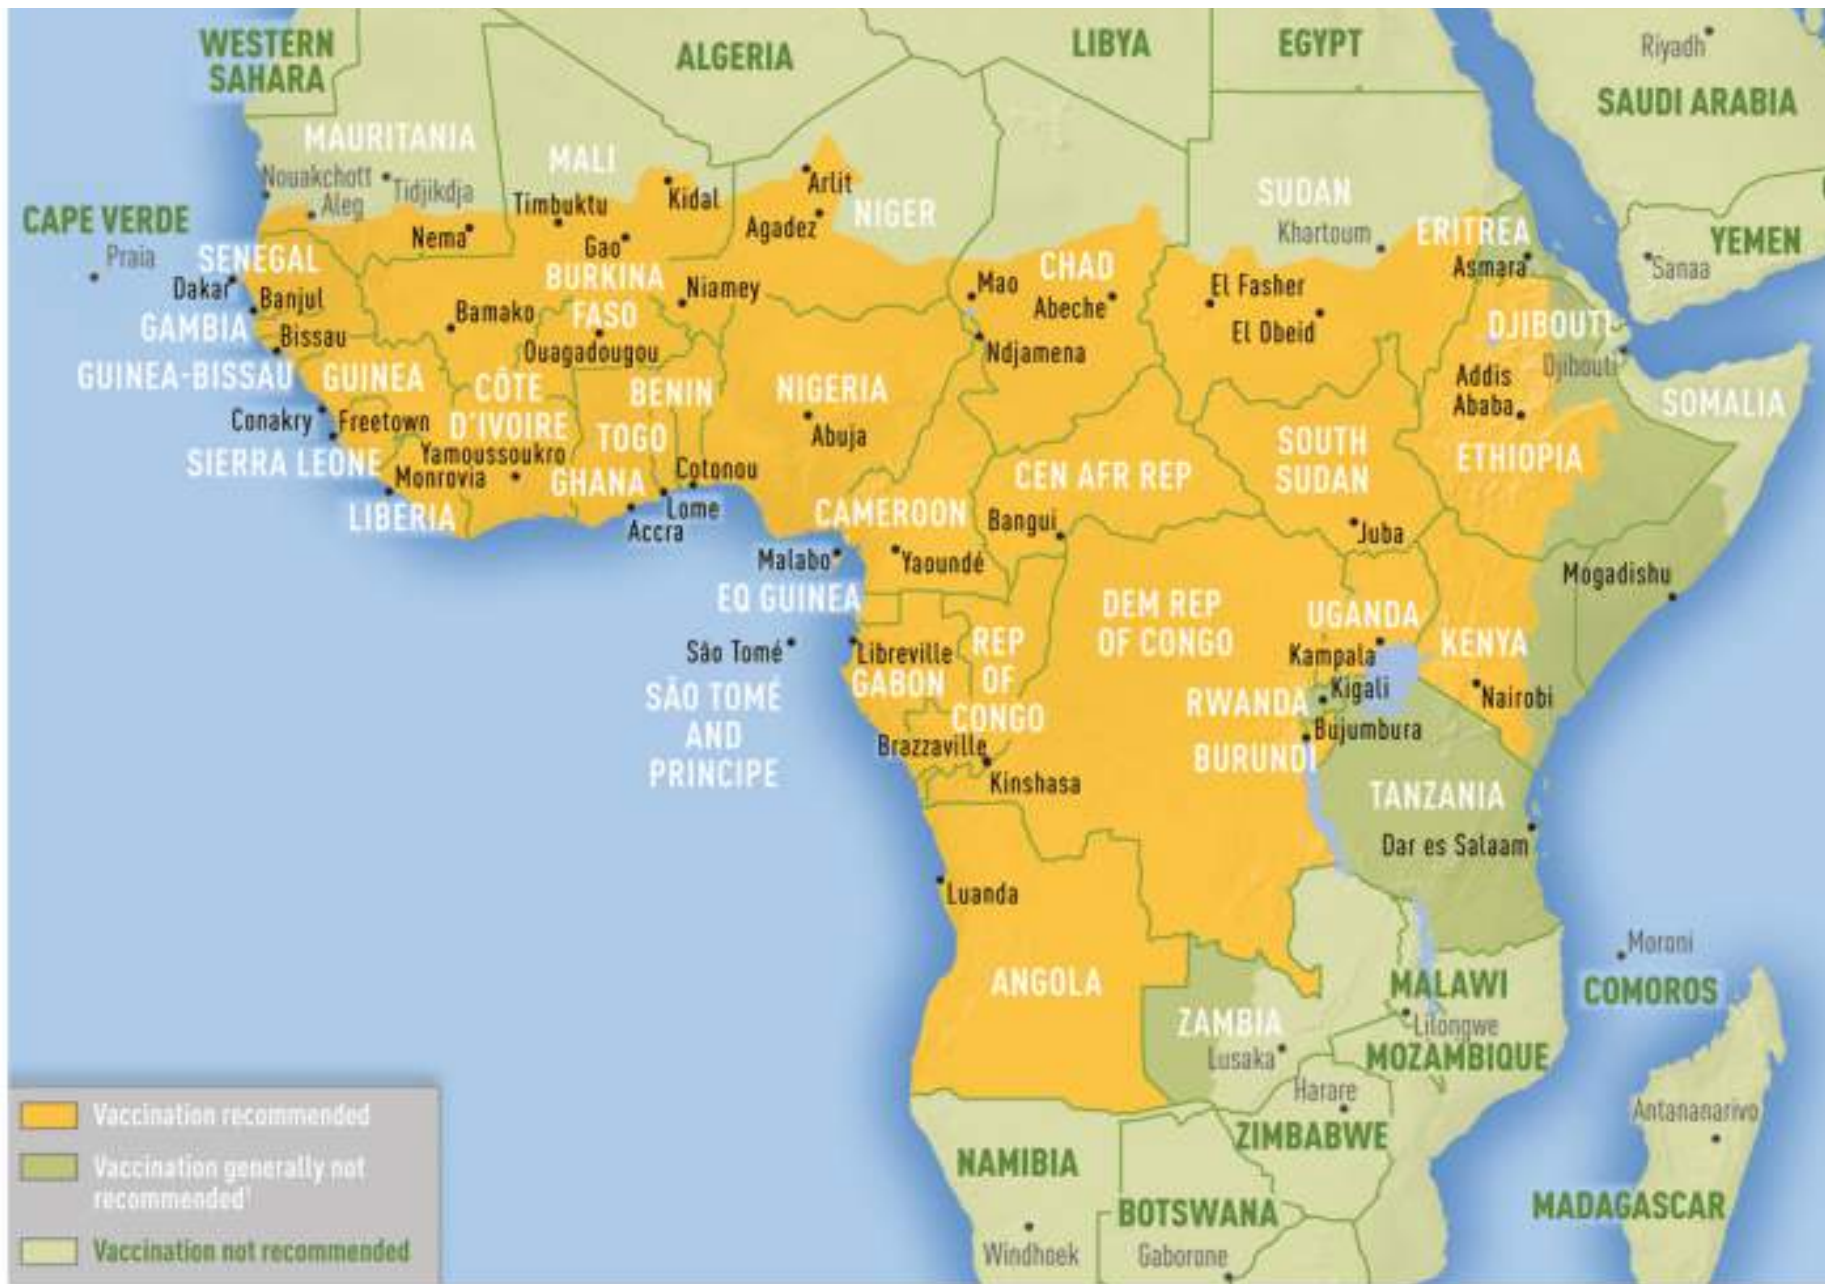 WESTERN
SAHARA
ALGERIA
LIBYA
EGYPT
Riyadh
SAUDI ARABIA
MAURITANIA
MALI
Nouakchott
Tidjikdja
Aleg
Timbuktu
Kidal
Arlit
NIGER
SUDAN
Khartoum
ERITREA
Asmara
YEMEN
Sanaa
CAPE VERDE
Praia
Nema
Gao
Agadez
SENEGAL
Dakar
Banjul
GAMBIA
Bissau
GUINEA-BISSAU
GUINEA
Bamako
BURKINA
FASO
Ouagadougou
Niamey
Mao
CHAD
Abeche
Ndjamena
El Fasher
El Obeid
DJIBOUTI
Djibouti
Addis
Ababa
SOMALIA
Conakry
Freetown
SIERRA LEONE
Monrovia
LIBERIA
CÔTE
D'IVOIRE
Yamoussoukro
GHANA
TOGO
BENIN
Cotonou
Lome
Accra
NIGERIA
Abuja
CAMEROON
Yaoundé
CEN AFR REP
Bangui
SOUTH
SUDAN
Juba
ETHIOPIA
Mogadishu
Malabo
EQ GUINEA
São Tomé
SÃO TOMÉ
AND
PRINCIPE
Libreville
GABON
REP
OF
CONGO
Brazzaville
Kinshasa
DEM REP
OF CONGO
UGANDA
Kampala
KENYA
Nairobi
RWANDA
Kigali
Bujumbura
BURUNDI
TANZANIA
Dar es Salaam
Luanda
ANGOLA
ZAMBIA
Lusaka
MALAWI
Lilongwe
MOZAMBIQUE
Moroni
COMOROS
Harare
ZIMBABWE
Antananarivo
MADAGASCAR
NAMIBIA
Windhoek
BOTSWANA
Gaborone
Vaccination recommended
Vaccination generally not
recommended¹
Vaccination not recommended